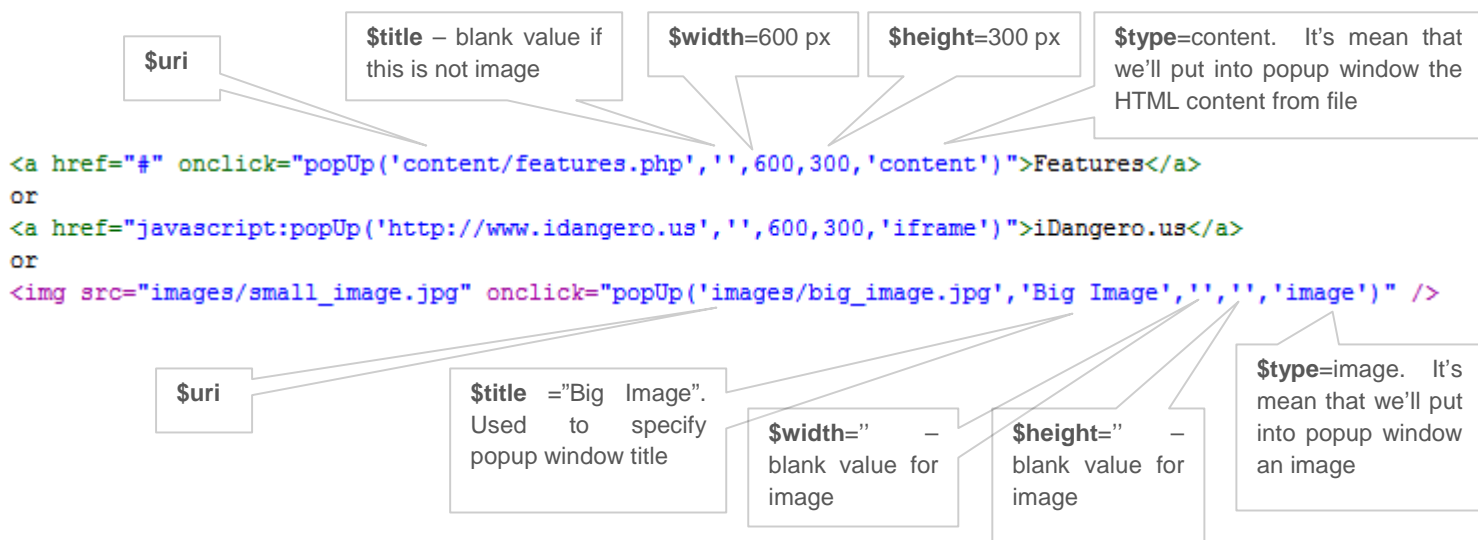 $uri
$title – blank value if
this is not image
$width=600 px
$height=300 px
$type=content. It's mean that
we'll put into popup window the
HTML content from file
<a href="#" onclick="popUp('content/features.php','',600,300,'content')">Features</a>
or
<a href="javascript:popUp('http://www.idangero.us','',600,300,'iframe')">iDangero.us</a>
or
<img src="images/small_image.jpg" onclick="popUp('images/big_image.jpg','Big Image','','','image')" />
$uri
$title ="Big Image".
Used to specify
popup window title
$width='' –
blank value for
image
$height='' –
blank value for
image
$type=image. It's
mean that we'll put
into popup window
an image